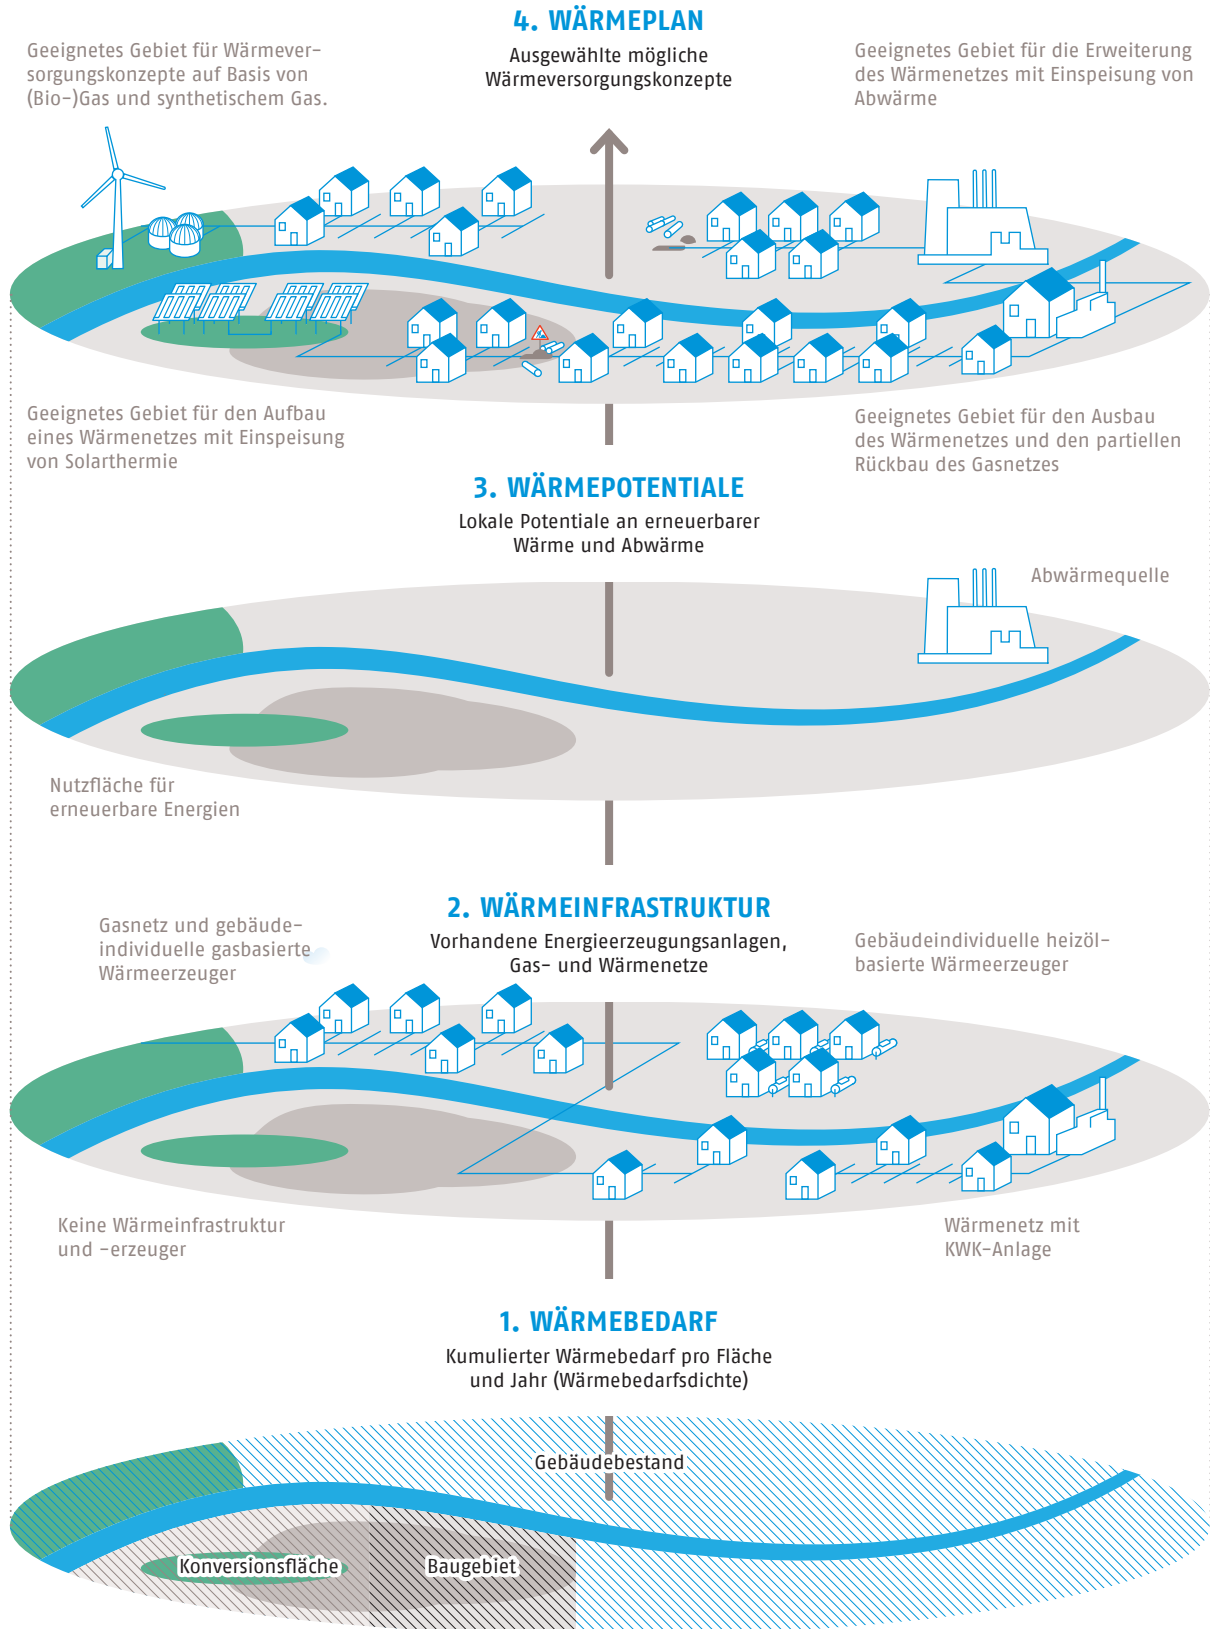 4. WÄRMEPLAN
Ausgewählte mögliche
Wärmeversorgungskonzepte
Geeignetes Gebiet für Wärmever-
sorgungskonzepte auf Basis von
(Bio-)Gas und synthetischem Gas.
Geeignetes Gebiet für die Erweiterung
des Wärmenetzes mit Einspeisung von
Abwärme
Geeignetes Gebiet für den Aufbau
eines Wärmenetzes mit Einspeisung
von Solarthermie
Geeignetes Gebiet für den Ausbau
des Wärmenetzes und den partiellen
Rückbau des Gasnetzes
3. WÄRMEPOTENTIALE
Lokale Potentiale an erneuerbarer
Wärme und Abwärme
Abwärmequelle
Nutzfläche für
erneuerbare Energien
2. WÄRMEINFRASTRUKTUR
Vorhandene Energieerzeugungsanlagen,
Gas- und Wärmenetze
Gasnetz und gebäude-
individuelle gasbasierte
Wärmeerzeuger
Gebäudeindividuelle heizöl-
basierte Wärmeerzeuger
Keine Wärmeinfrastruktur
und -erzeuger
Wärmenetz mit
KWK-Anlage
1. WÄRMEBEDARF
Kumulierter Wärmebedarf pro Fläche
und Jahr (Wärmebedarfsdichte)
Gebäudebestand
Konversionsfläche
Baugebiet